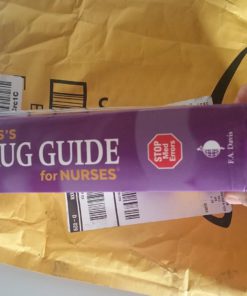 S'S
UG GUIDE
for NURSES
STOP
Med
Errors
F.A. Davis